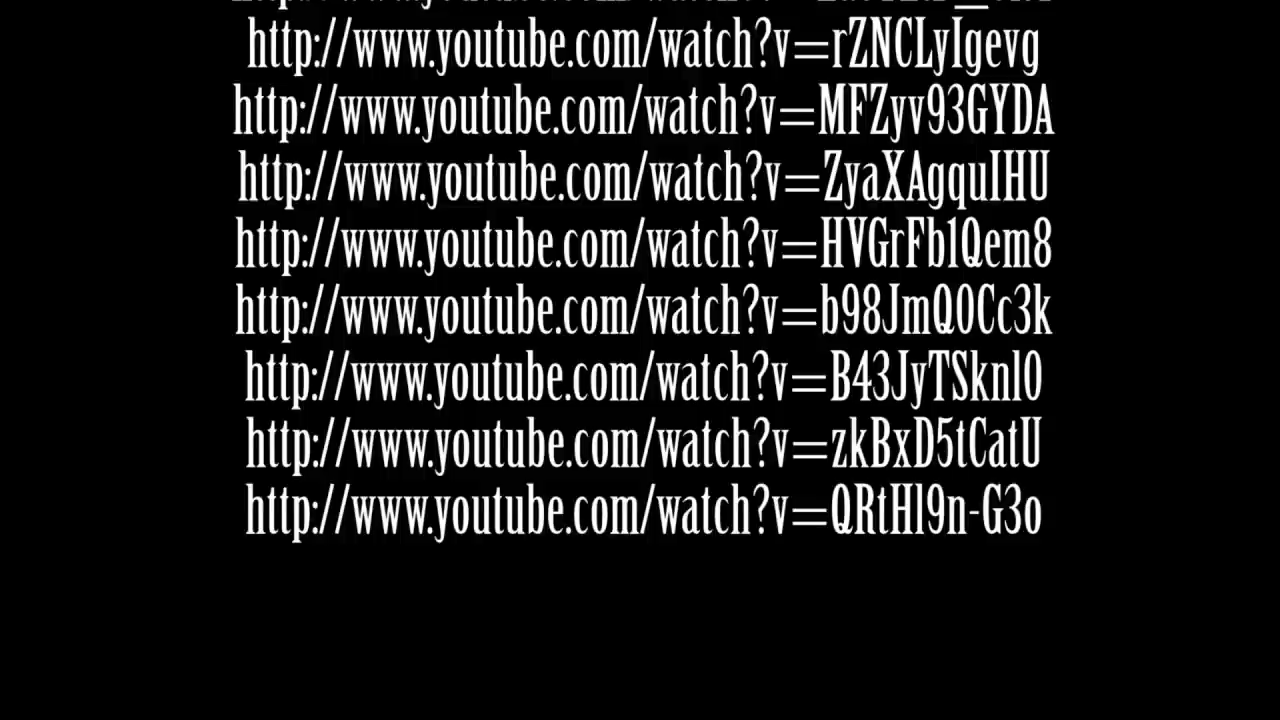 http://www.youtube.com/watch?v=rZNCLyIgevg
http://www.youtube.com/watch?v=MFZyv93GYDA
http://www.youtube.com/watch?v=ZyaXAgquIHU
http://www.youtube.com/watch?v=HVGrFb1Qem8
http://www.youtube.com/watch?v=b98JmQ0Cc3k
http://www.youtube.com/watch?v=B43JyTSknl0
http://www.youtube.com/watch?v=zkBxD5tCatU
http://www.youtube.com/watch?v=QRtHl9n-G3o